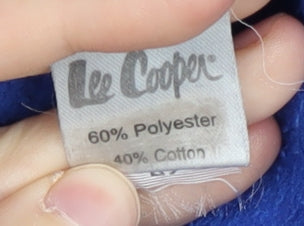 Lee Cooper
60% Polyester
40% Cotton